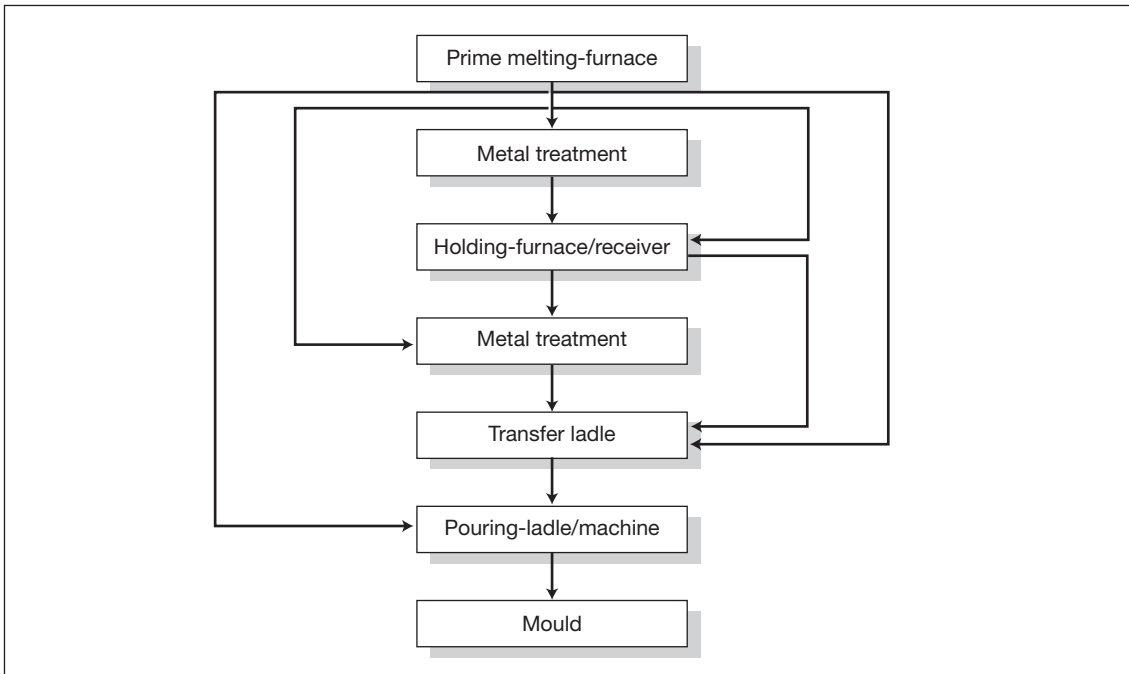 Prime melting-furnace
Metal treatment
Holding-furnace/receiver
Metal treatment
Transfer ladle
Pouring-ladle/machine
Mould